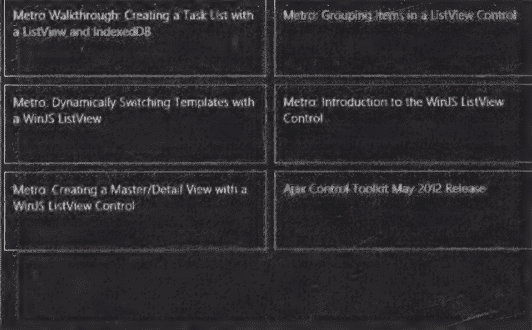 Metro Walkthrough: Creating a Task List with
a ListView and IndexedDB
Metro: Grouping Items in a ListView Control
Metro: Dynamically Switching Templates with
a WinJS ListView
Metro: Introduction to the WinJS ListView
Control
Metro: Creating a Master/Detail View with a
WinJS ListView Control
Ajax Control Toolkit May 2012 Release